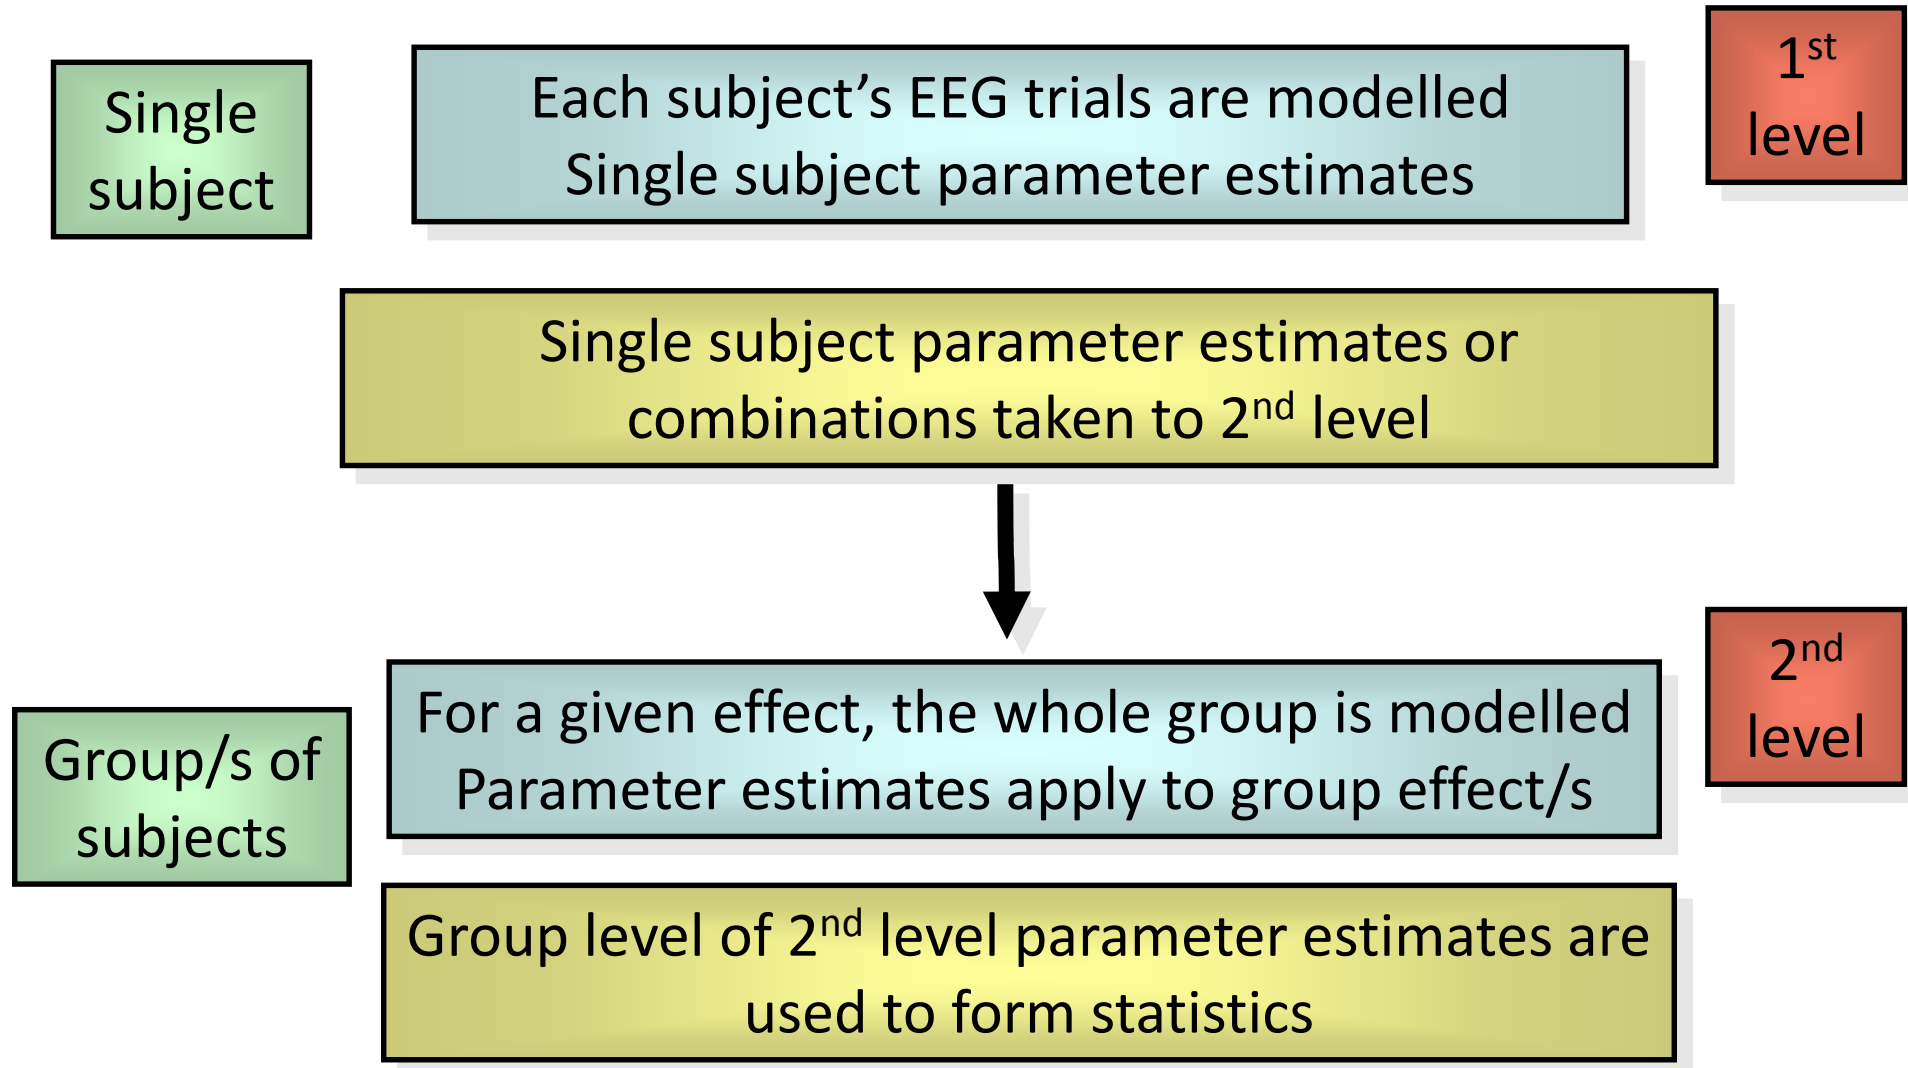 Single
subject
Each subject’s EEG trials are modelled
Single subject parameter estimates
1st
level
Single subject parameter estimates or
combinations taken to 2nd level
Group/s of
subjects
For a given effect, the whole group is modelled
Parameter estimates apply to group effect/s
2nd
level
Group level of 2nd level parameter estimates are
used to form statistics